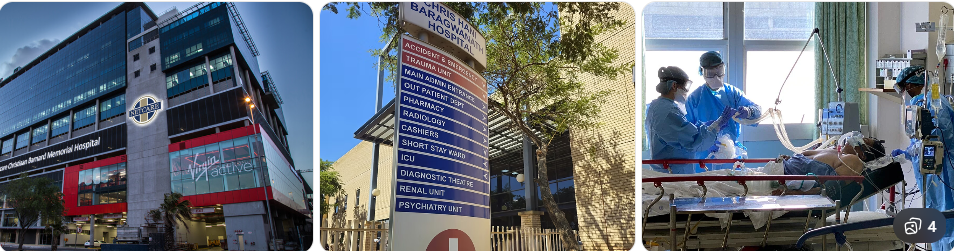 NETCARE
Christian Barnard Memorial Hospital
Virgin
active
CHRIS HANI
BARAGWANATH
HOSPITAL
ACCIDENT & EMERGENCY
TRAUMA UNIT
MAIN ADMIN ENTRANCE
OUT PATIENT DEPT
PHARMACY
RADIOLOGY
CASHIERS
SHORT STAY WARD
ICU
DIAGNOSTIC THEATRE
RENAL UNIT
PSYCHIATRY UNIT
4